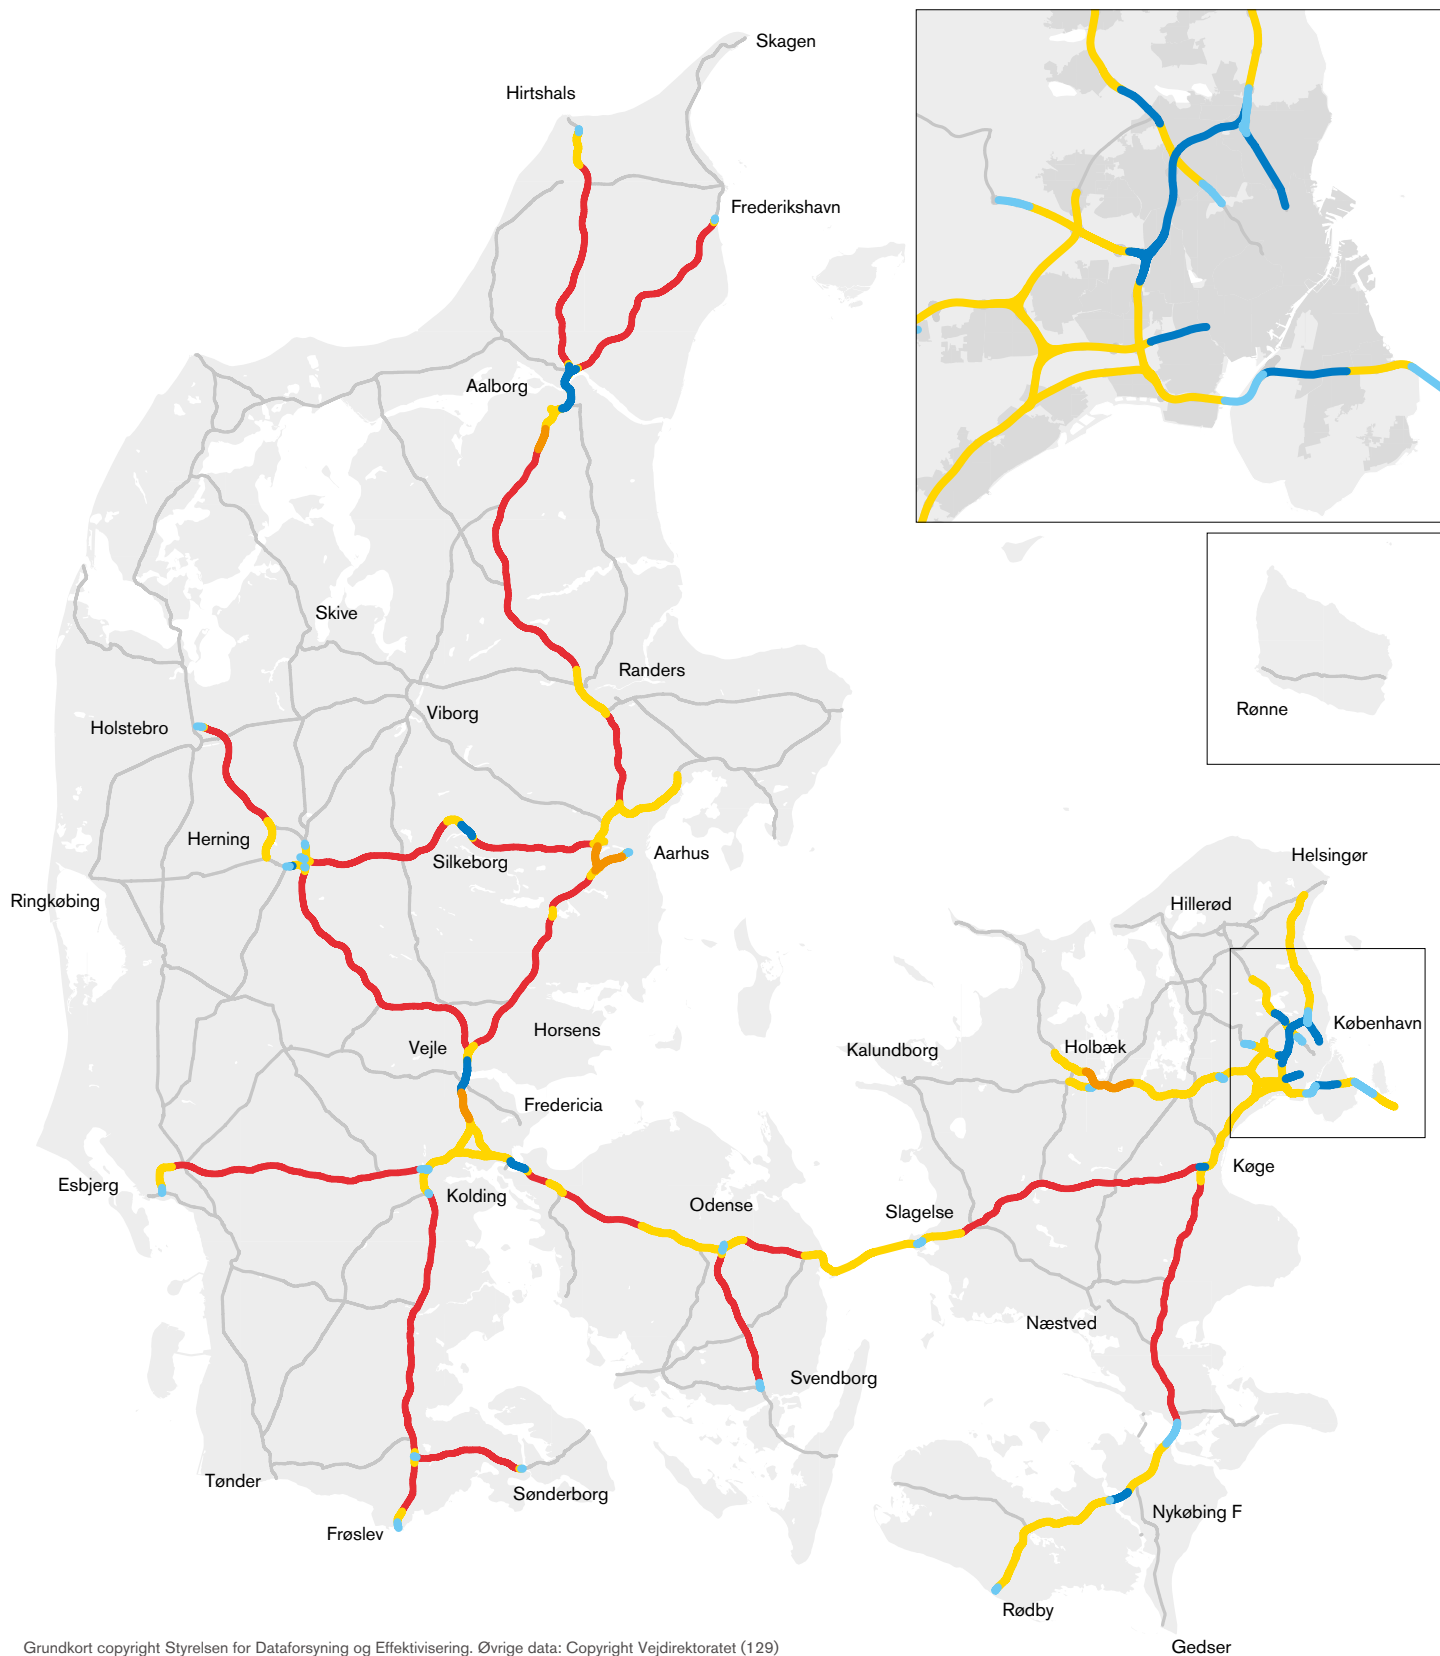 Skagen
Hirtshals
Frederikshavn
Aalborg
Skive
Randers
Rønne
Viborg
Holstebro
Herning
Aarhus
Silkeborg
Helsingør
Ringkøbing
Hillerød
København
Horsens
Vejle
Holbæk
Kalundborg
Fredericia
Køge
Esbjerg
Kolding
Odense
Slagelse
Næstved
Svendborg
Tønder
Sønderborg
Nykøbing F
Frøslev
Rødby
Gedser
Grundkort copyright Styrelsen for Dataforsyning og Effektivisering. Øvrige data: Copyright Vejdirektoratet (129)